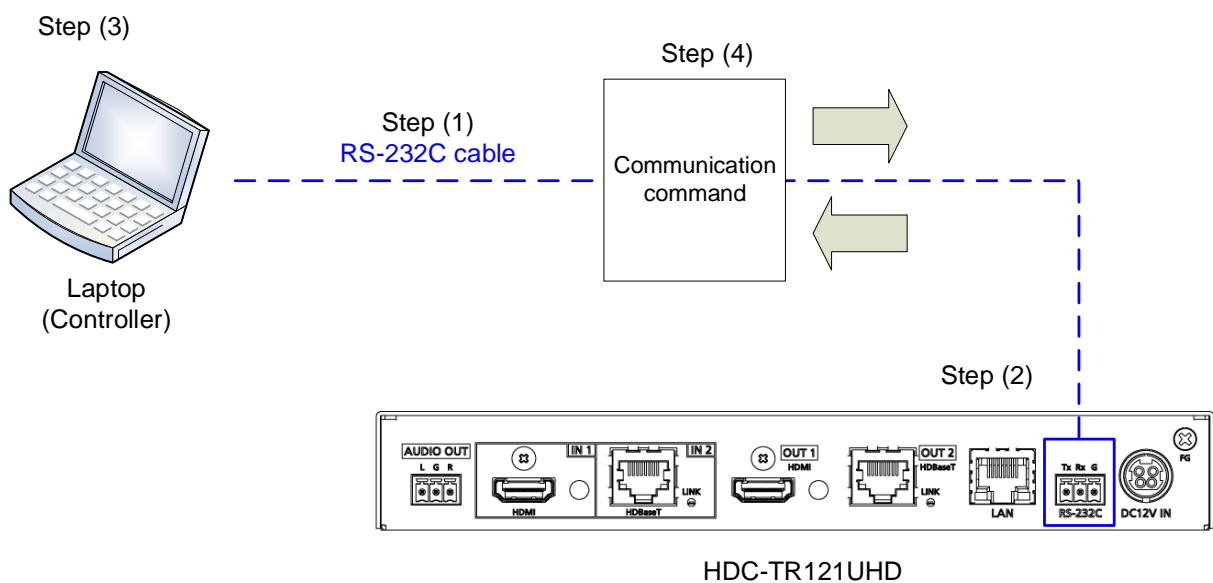 Step (3)
Step (4)
Step (1)
RS-232C cable
Communication
command
Laptop
(Controller)
Step (2)
AUDIO OUT
L G R
IN 1
HDMI
IN 2
LINK
HDBaseT
OUT 1
HDMI
OUT 2
HDBaseT
LINK
LAN
Tx Rx G
RS-232C
DC12V IN
FG
HDC-TR121UHD